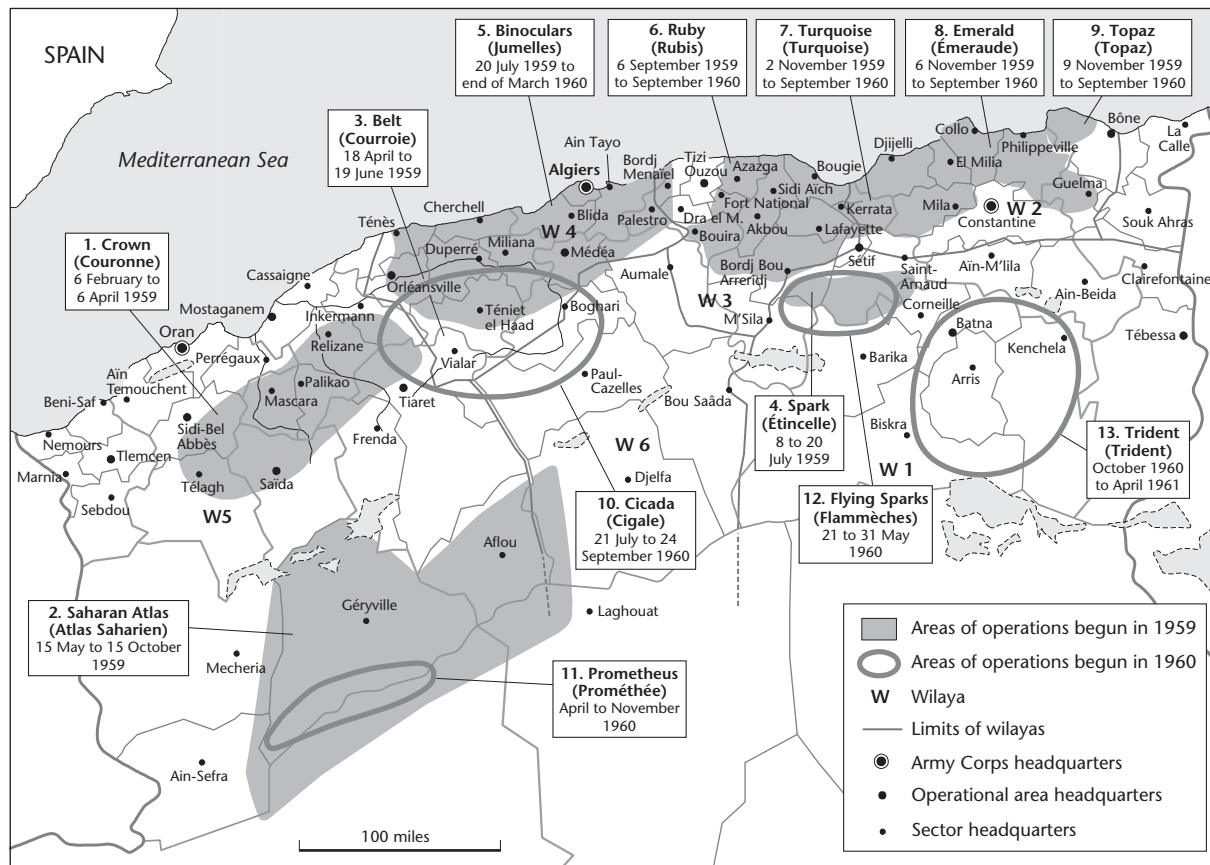 SPAIN
Mediterranean Sea
5. Binoculars
(Jumelles)
20 July 1959 to
end of March 1960
6. Ruby
(Rubis)
6 September 1959
to September 1960
7. Turquoise
(Turquoise)
2 November 1959
to September 1960
8. Emerald
(Émeraude)
6 November 1959
to September 1960
9. Topaz
(Topaz)
9 November 1959
to September 1960
3. Belt
(Courroie)
18 April to
19 June 1959
1. Crown
(Couronne)
6 February to
6 April 1959
Ain Tayo
Algiers
Bordj
Menaïel
Tizi
Ouzou
Azazga
Bougie
Djijelli
Collo
Philippeville
Bône
La
Calle
El Milia
Guelma
Sidi Aïch
Fort National
Kerrata
Mila
Constantine
W 2
Souk Ahras
Cherchell
Blida
Palestro
Dra el M.
Bouira
Akbou
Lafayette
Ténès
W 4
Duperré
Miliana
Médéa
Aumale
Bordj Bou
Arreridj
Sétif
Saint-
Arnaud
Aïn-M'lila
Clairefontaine
Aïn-Beida
Cassaigne
Orléansville
W 3
Corneille
Mostaganem
Inkermann
Téniet
el Haad
Boghari
M'Sila
Batna
Kenchela
Tébessa
Oran
Perrégaux
Relizane
Vialar
Barika
Arris
Aïn
Temouchent
Palikao
Mascara
Tiaret
Paul-
Cazelles
Bou Saâda
Beni-Saf
Sidi-Bel
Abbès
Frenda
4. Spark
(Étincelle)
8 to 20
July 1959
Biskra
Nemours
Tlemcen
W 6
W 1
13. Trident
(Trident)
October 1960
to April 1961
Marnia
Télagh
Saïda
Djelfa
Sebdou
W5
10. Cicada
(Cigale)
21 July to 24
September 1960
12. Flying Sparks
(Flammèches)
21 to 31 May
1960
Aflou
2. Saharan Atlas
(Atlas Saharien)
15 May to 15 October
1959
Géryville
Laghouat
Mecheria
11. Prometheus
(Prométhée)
April to November
1960
Ain-Sefra
100 miles
Areas of operations begun in 1959
Areas of operations begun in 1960
W Wilaya
Limits of wilayas
Army Corps headquarters
Operational area headquarters
Sector headquarters